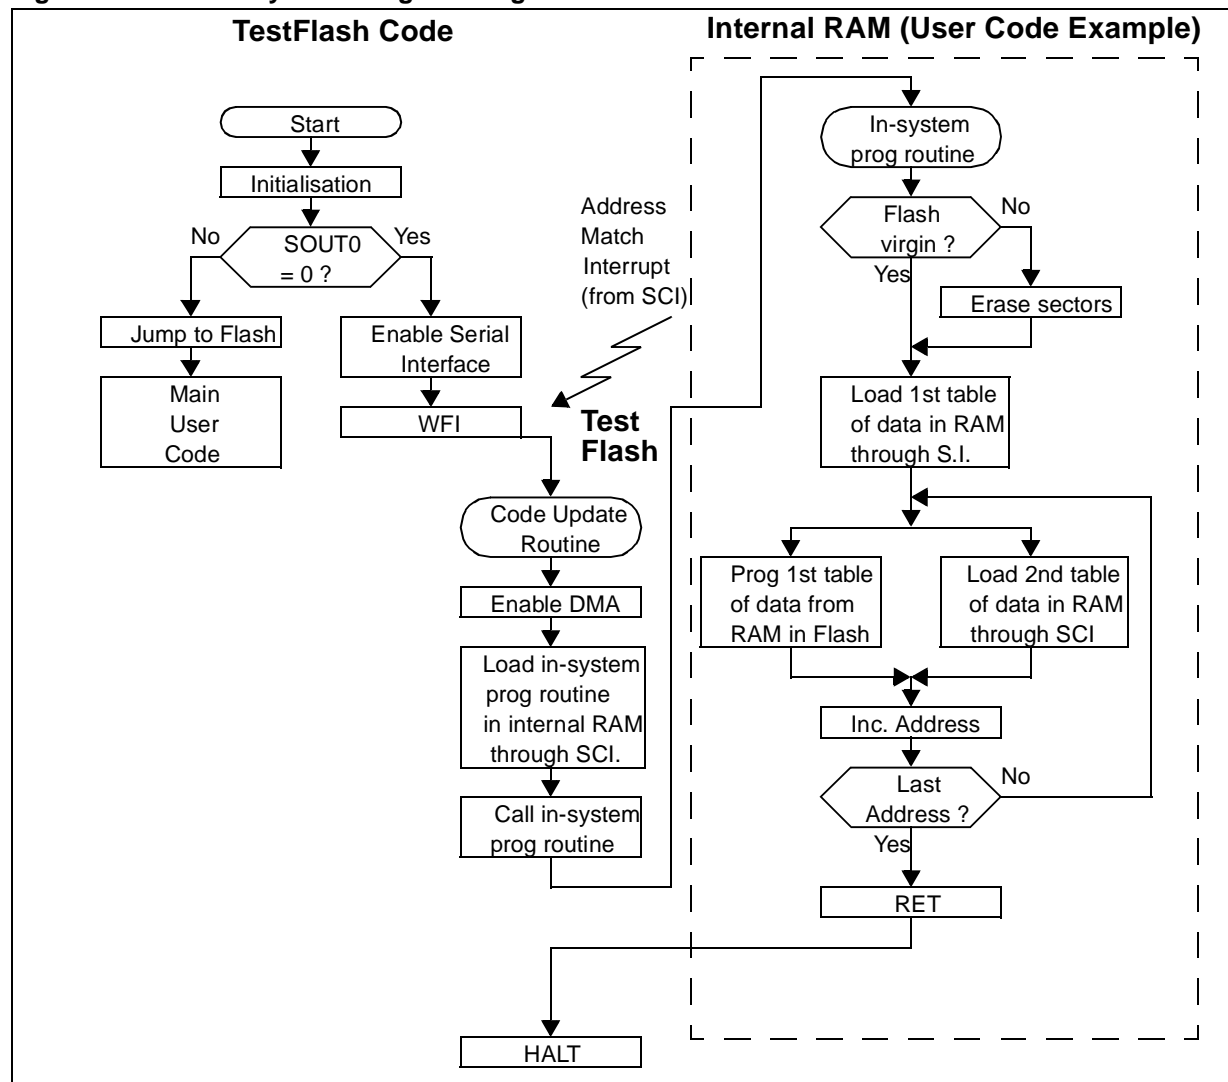 TestFlash Code
Internal RAM (User Code Example)
Start
Initialisation
No
SOUT0
= 0 ?
Yes
Jump to Flash
Main
User
Code
Enable Serial
Interface
WFI
Address
Match
Interrupt
(from SCI)
Test
Flash
Code Update
Routine
Enable DMA
Load in-system
prog routine
in internal RAM
through SCI.
Call in-system
prog routine
HALT
In-system
prog routine
Flash
virgin ?
No
Yes
Erase sectors
Load 1st table
of data in RAM
through S.I.
Prog 1st table
of data from
RAM in Flash
Load 2nd table
of data in RAM
through SCI
Inc. Address
Last
Address ?
No
Yes
RET